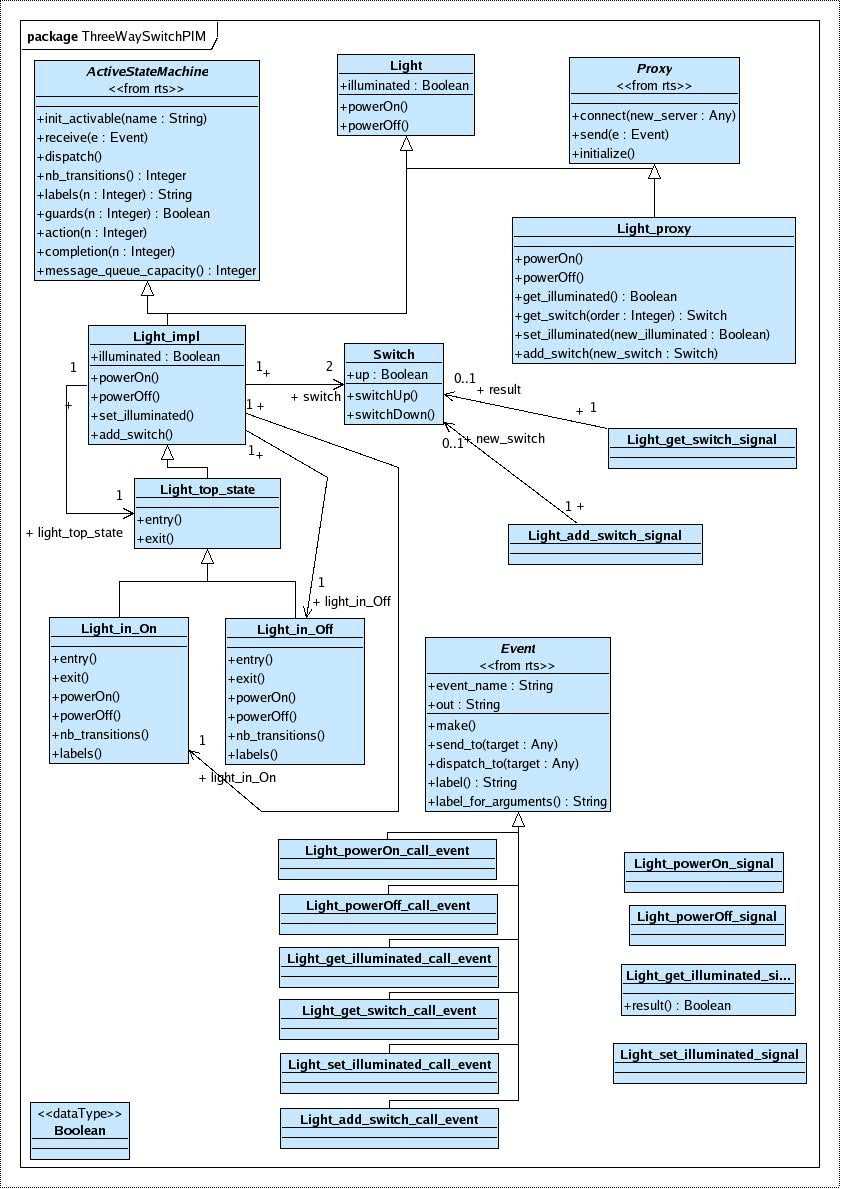 package ThreeWaySwitchPIM
ActiveStateMachine
<<from rts>>
+init_activable(name : String)
+receive(e : Event)
+dispatch()
+nb_transitions() : Integer
+labels(n : Integer) : String
+guards(n : Integer) : Boolean
+action(n : Integer)
+completion(n : Integer)
+message_queue_capacity() : Integer
Light
+illuminated : Boolean
+powerOn()
+powerOff()
Proxy
<<from rts>>
+connect(new_server : Any)
+send(e : Event)
+initialize()
Light_proxy
+powerOn()
+powerOff()
+get_illuminated() : Boolean
+get_switch(order : Integer) : Switch
+set_illuminated(new_illuminated : Boolean)
+add_switch(new_switch : Switch)
Light_impl
+illuminated : Boolean
+powerOn()
+powerOff()
+set_illuminated()
+add_switch()
1
+
1
+
2
+ switch
1 +
1
+
Switch
+up : Boolean
+switchUp()
+switchDown()
0..1
+ result
+ 1
0..1
+ new_switch
1 +
Light_get_switch_signal
Light_add_switch_signal
Light_top_state
+entry()
+exit()
1
+ light_top_state
1
+ light_in_Off
Light_in_On
+entry()
+exit()
+powerOn()
+powerOff()
+nb_transitions()
+labels()
Light_in_Off
+entry()
+exit()
+powerOn()
+powerOff()
+nb_transitions()
+labels()
1
+ light_in_On
Event
<<from rts>>
+event_name : String
+out : String
+make()
+send_to(target : Any)
+dispatch_to(target : Any)
+label() : String
+label_for_arguments() : String
Light_powerOn_call_event
Light_powerOff_call_event
Light_get_illuminated_call_event
Light_get_switch_call_event
Light_set_illuminated_call_event
Light_add_switch_call_event
Light_powerOn_signal
Light_powerOff_signal
Light_get_illuminated_si...
+result() : Boolean
Light_set_illuminated_signal
<<dataType>>
Boolean